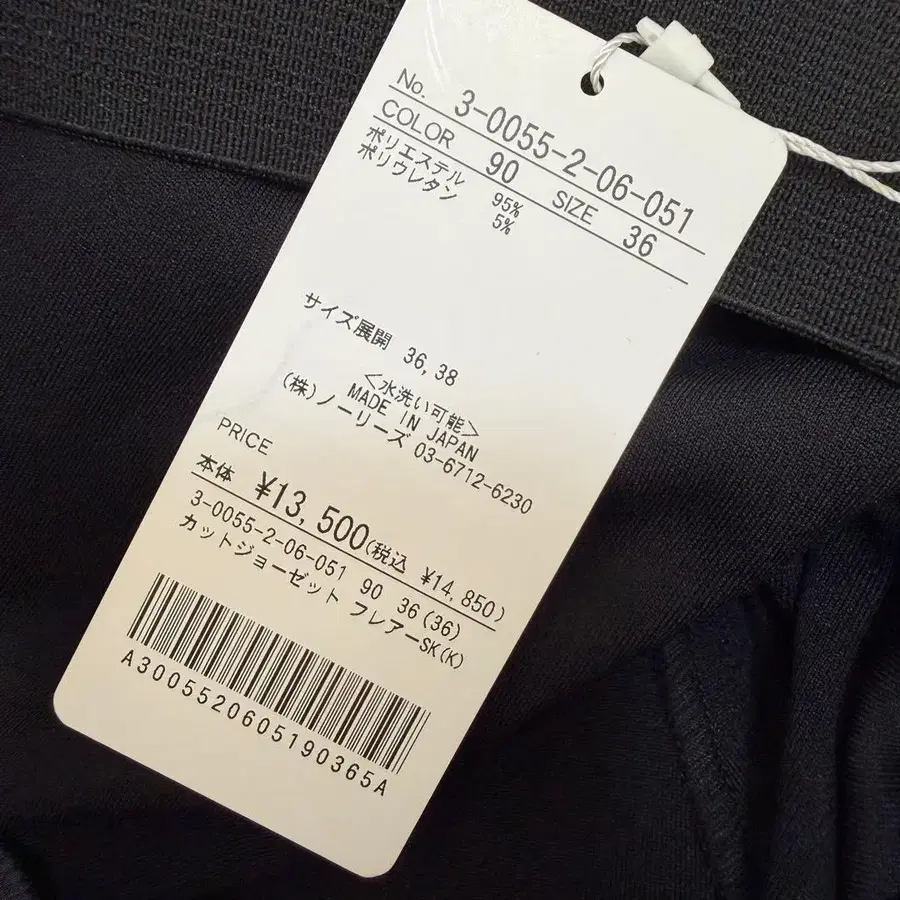 No. 3-0055-2-06-051
COLOR 90 SIZE 36
ポリエステル 95%
ポリウレタン 5%
サイズ展開 36, 38
<水洗い可能>
MADE IN JAPAN
(株)ノーリーズ 03-6712-6230
PRICE
本体 ¥13,500(税込 ¥14,850)
3-0055-2-06-051 90 36(36)
カットジョーゼット フレアーSK(K)
A3005520605190365A